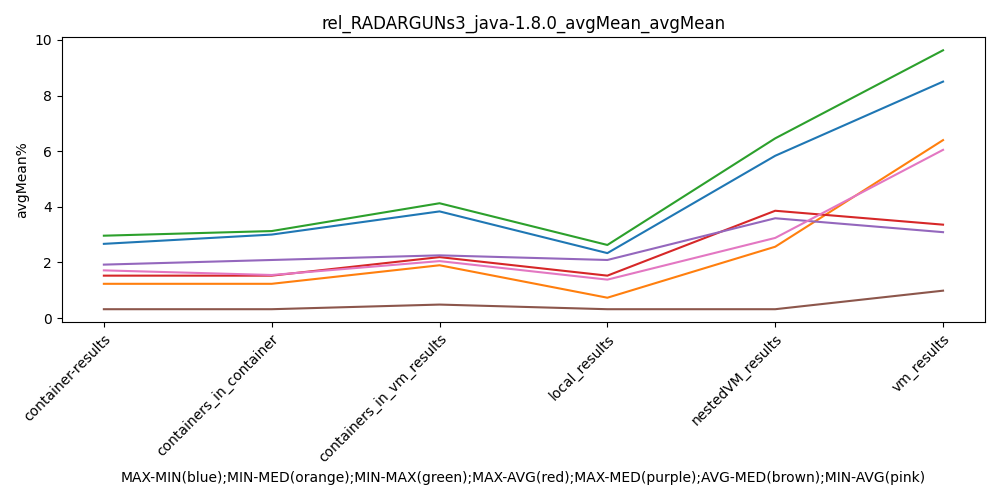 rel_RADARGUNs3_java-1.8.0_avgMean_avgMean
10
8
6
4
2
0
avgMean%
container-results
containers_in_container
containers_in_vm_results
local_results
nestedVM_results
vm_results
MAX-MIN(blue);MIN-MED(orange);MIN-MAX(green);MAX-AVG(red);MAX-MED(purple);AVG-MED(brown);MIN-AVG(pink)